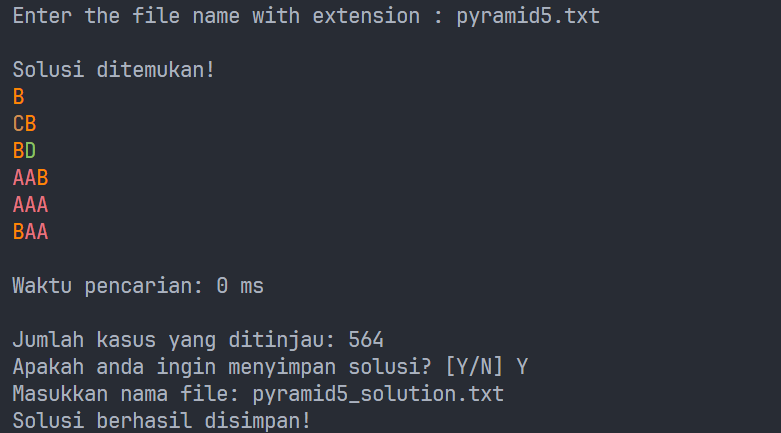 Enter the file name with extension : pyramid5.txt
Solusi ditemukan!
B
CB
BD
AAB
AAA
BAA
Waktu pencarian: 0 ms
Jumlah kasus yang ditinjau: 564
Apakah anda ingin menyimpan solusi? [Y/N] Y
Masukkan nama file: pyramid5_solution.txt
Solusi berhasil disimpan!